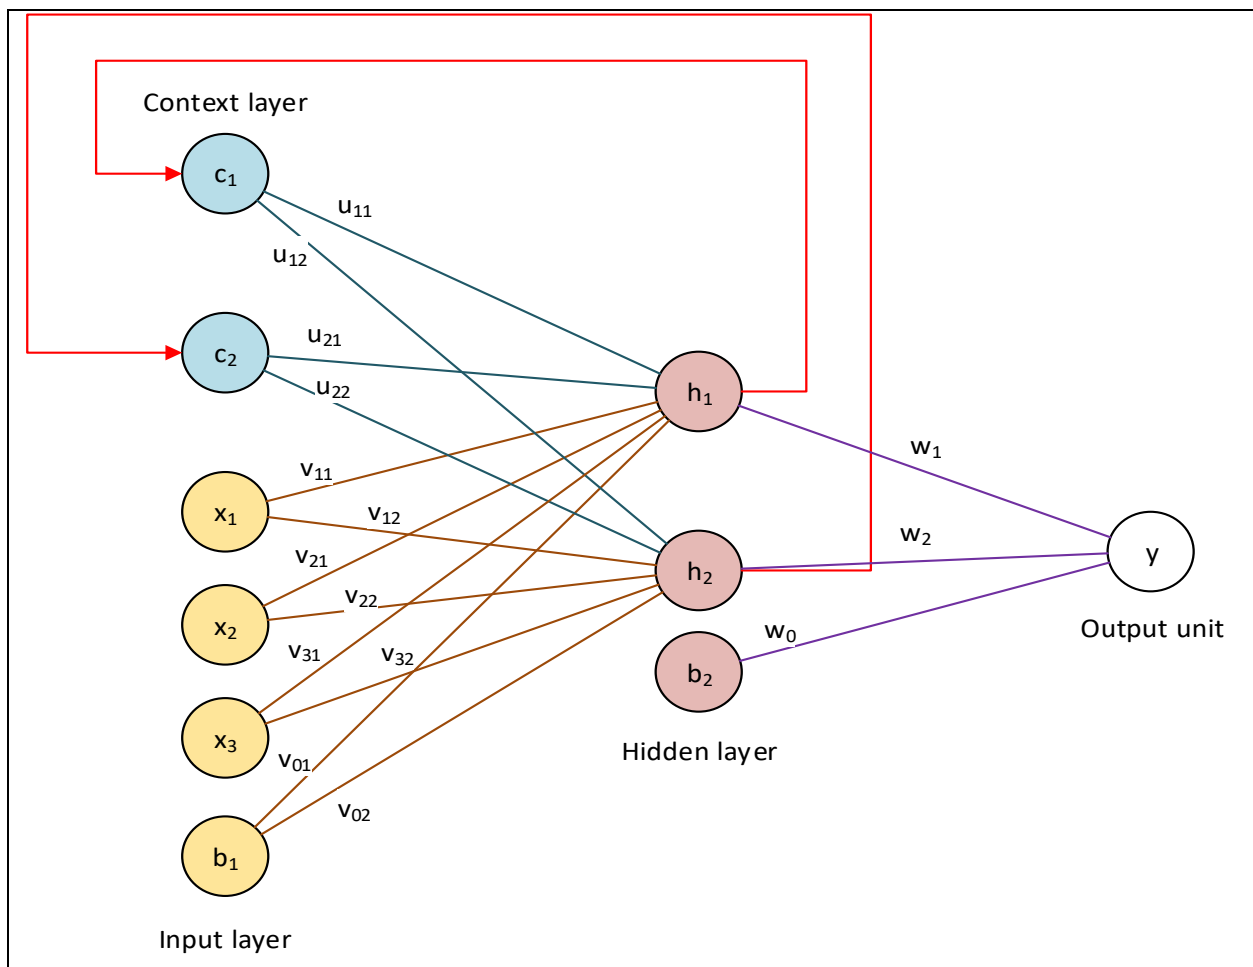 Context layer
c₁
u₁₁
u₁₂
c₂
u₂₁
u₂₂
h₁
w₁
x₁
v₁₁
v₁₂
w₂
y
h₂
v₂₁
v₂₂
x₂
Output unit
w₀
v₃₁
v₃₂
b₂
x₃
Hidden layer
v₀₁
v₀₂
b₁
Input layer